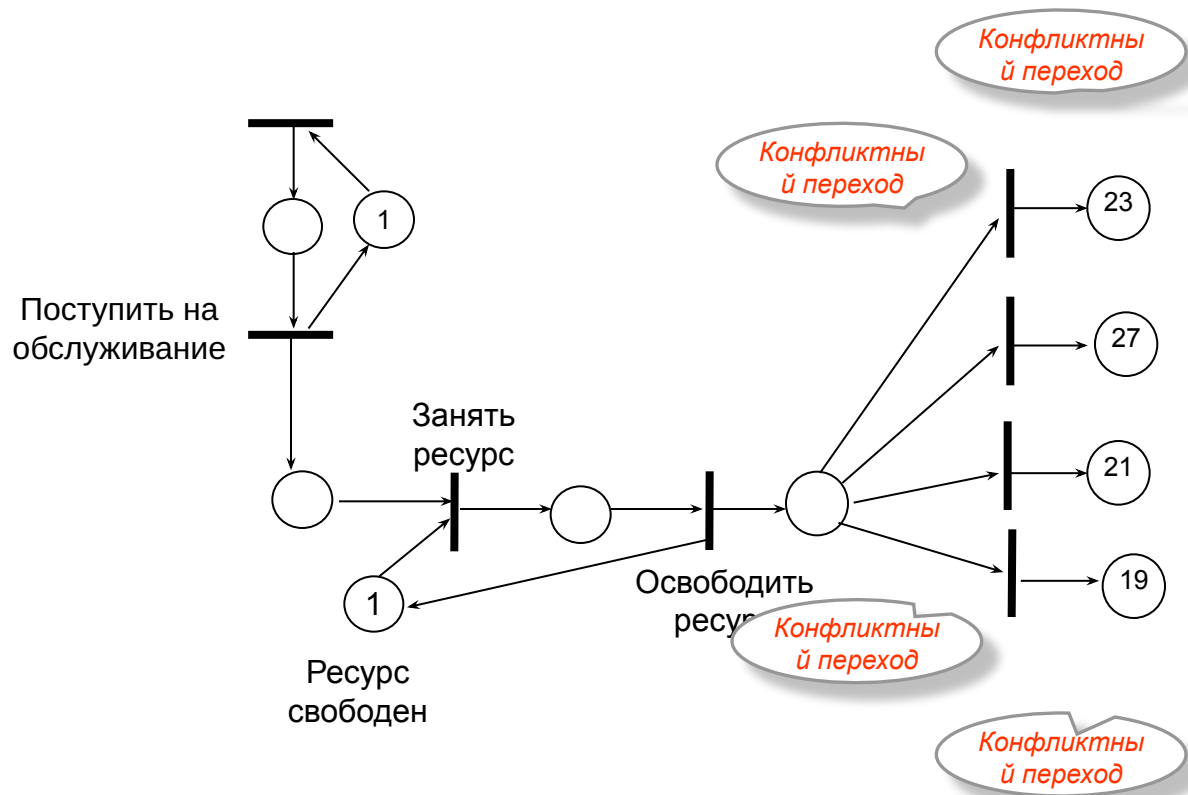 Конфликтны
й переход
Конфликтны
й переход
23
1
27
Поступить на
обслуживание
Занять
ресурс
21
19
1
Освободить
Конфликтны
й переход
Ресурс
свободен
Конфликтны
й переход